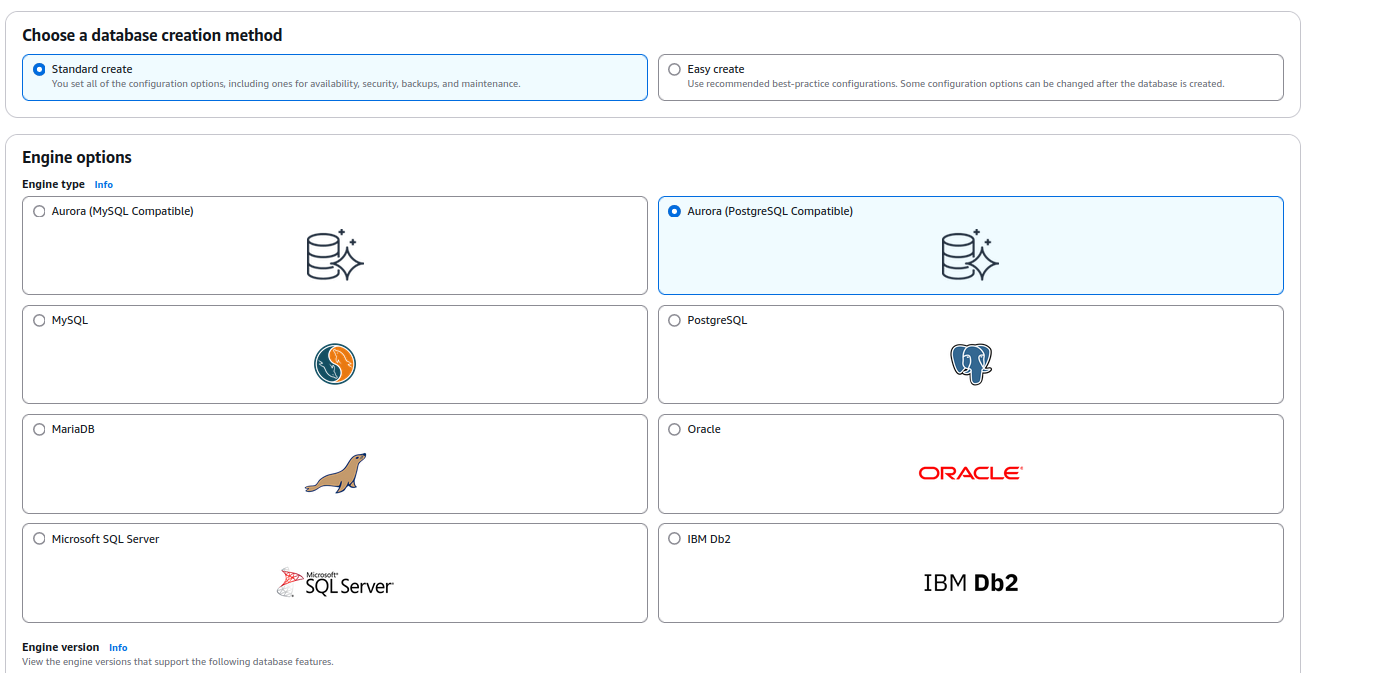 Choose a database creation method
Standard create
You set all of the configuration options, including ones for availability, security, backups, and maintenance.
Easy create
Use recommended best-practice configurations. Some configuration options can be changed after the database is created.
Engine options
Engine type Info
Aurora (MySQL Compatible)
Aurora (PostgreSQL Compatible)
MySQL
PostgreSQL
MariaDB
Oracle
ORACLE
Microsoft SQL Server
Microsoft
SQL Server
IBM Db2
IBM Db2
Engine version Info
View the engine versions that support the following database features.